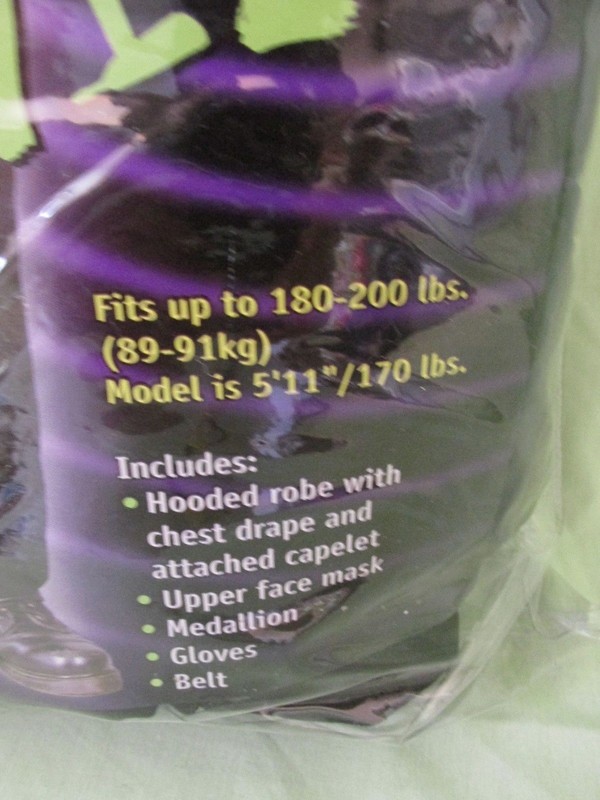 Fits up to 180-200 lbs.
(89-91kg)
Model is 5'11"/170 lbs.
Includes:
• Hooded robe with
chest drape and
attached capelet
• Upper face mask
• Medallion
• Gloves
• Belt